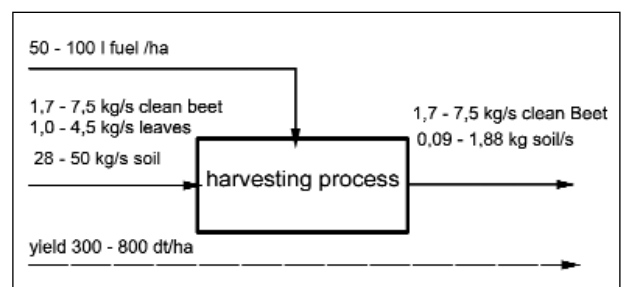 50 - 100 l fuel /ha
1,7 - 7,5 kg/s clean beet
1,0 - 4,5 kg/s leaves
28 - 50 kg/s soil
harvesting process
1,7 - 7,5 kg/s clean Beet
0,09 - 1,88 kg soil/s
yield 300 - 800 dt/ha